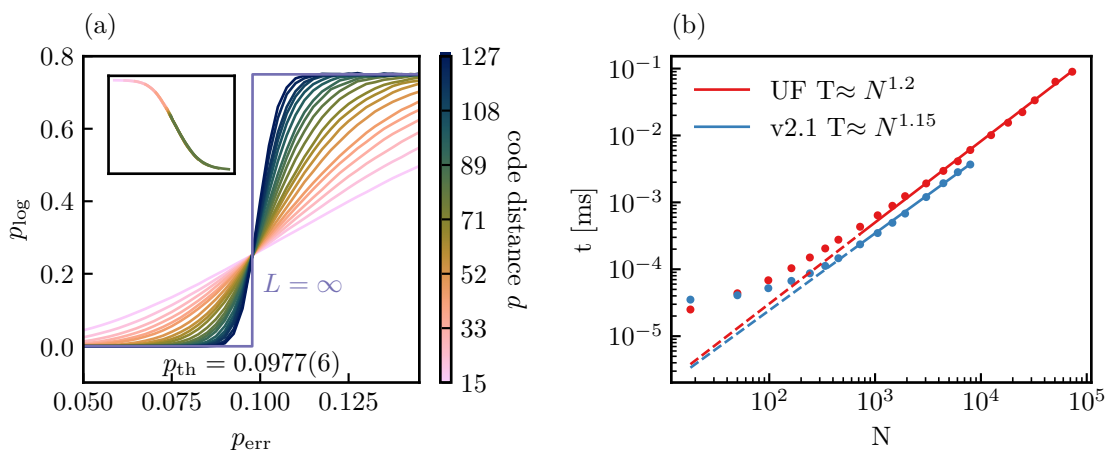 (a)
0.8
0.6
0.4
0.2
0.0
p_log
0.050
0.075
0.100
0.125
p_err
L = ∞
p_th = 0.0977(6)
127
108
89
71
52
33
15
code distance d
(b)
10^-1
10^-2
10^-3
10^-4
10^-5
t [ms]
UF T≈ N^1.2
v2.1 T≈ N^1.15
10^2
10^3
10^4
10^5
N